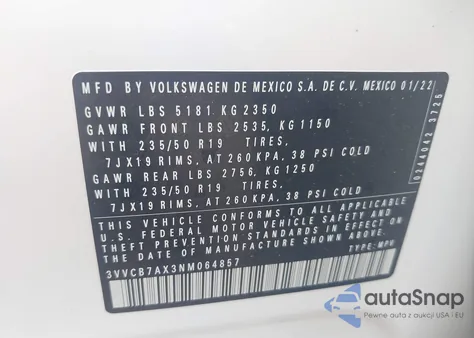 MFD BY VOLKSWAGEN DE MEXICO S.A. DE C.V. MEXICO 01/22
GVWR LBS 5181 KG 2350
GAWR FRONT LBS 2535, KG 1150
WITH 235/50 R19 TIRES,
7JX19 RIMS, AT 260 KPA, 38 PSI COLD
GAWR REAR LBS 2756, KG 1250
WITH 235/50 R19 TIRES,
7JX19 RIMS, AT 260 KPA, 38 PSI COLD
THIS VEHICLE CONFORMS TO ALL APPLICABLE
U.S. FEDERAL MOTOR VEHICLE SAFETY AND
THEFT PREVENTION STANDARDS IN EFFECT ON
THE DATE OF MANUFACTURE SHOWN ABOVE.
3VVCB7AX3NM064857 TYPE: MPV
0244042 3725
autoSnap
Pewne auto z USA i EU